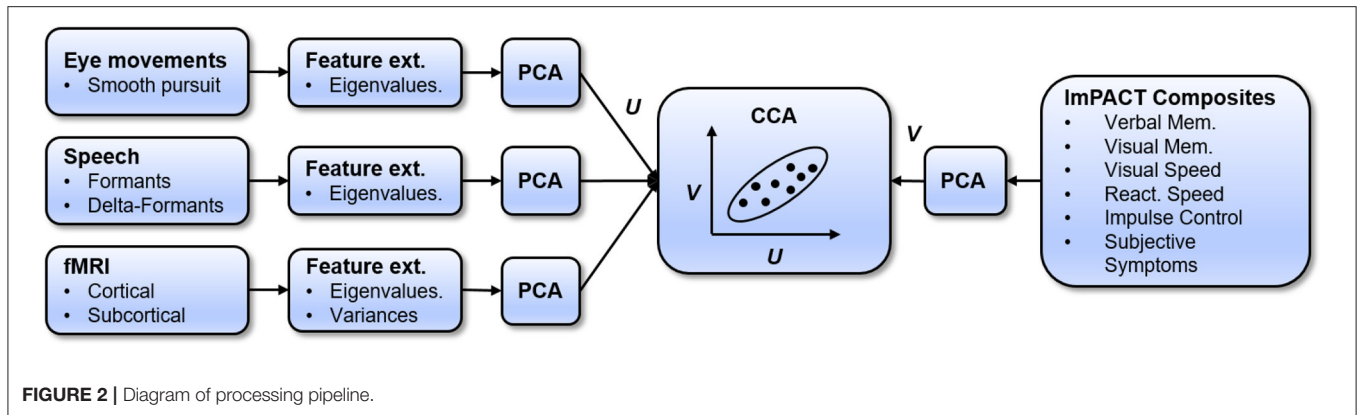 Eye movements
• Smooth pursuit
Feature ext.
• Eigenvalues.
PCA
Speech
• Formants
• Delta-Formants
Feature ext.
• Eigenvalues.
PCA
fMRI
• Cortical
• Subcortical
Feature ext.
• Eigenvalues.
• Variances
PCA
U
CCA
V
U
V
PCA
ImPACT Composites
• Verbal Mem.
• Visual Mem.
• Visual Speed
• React. Speed
• Impulse Control
• Subjective
Symptoms
FIGURE 2 | Diagram of processing pipeline.